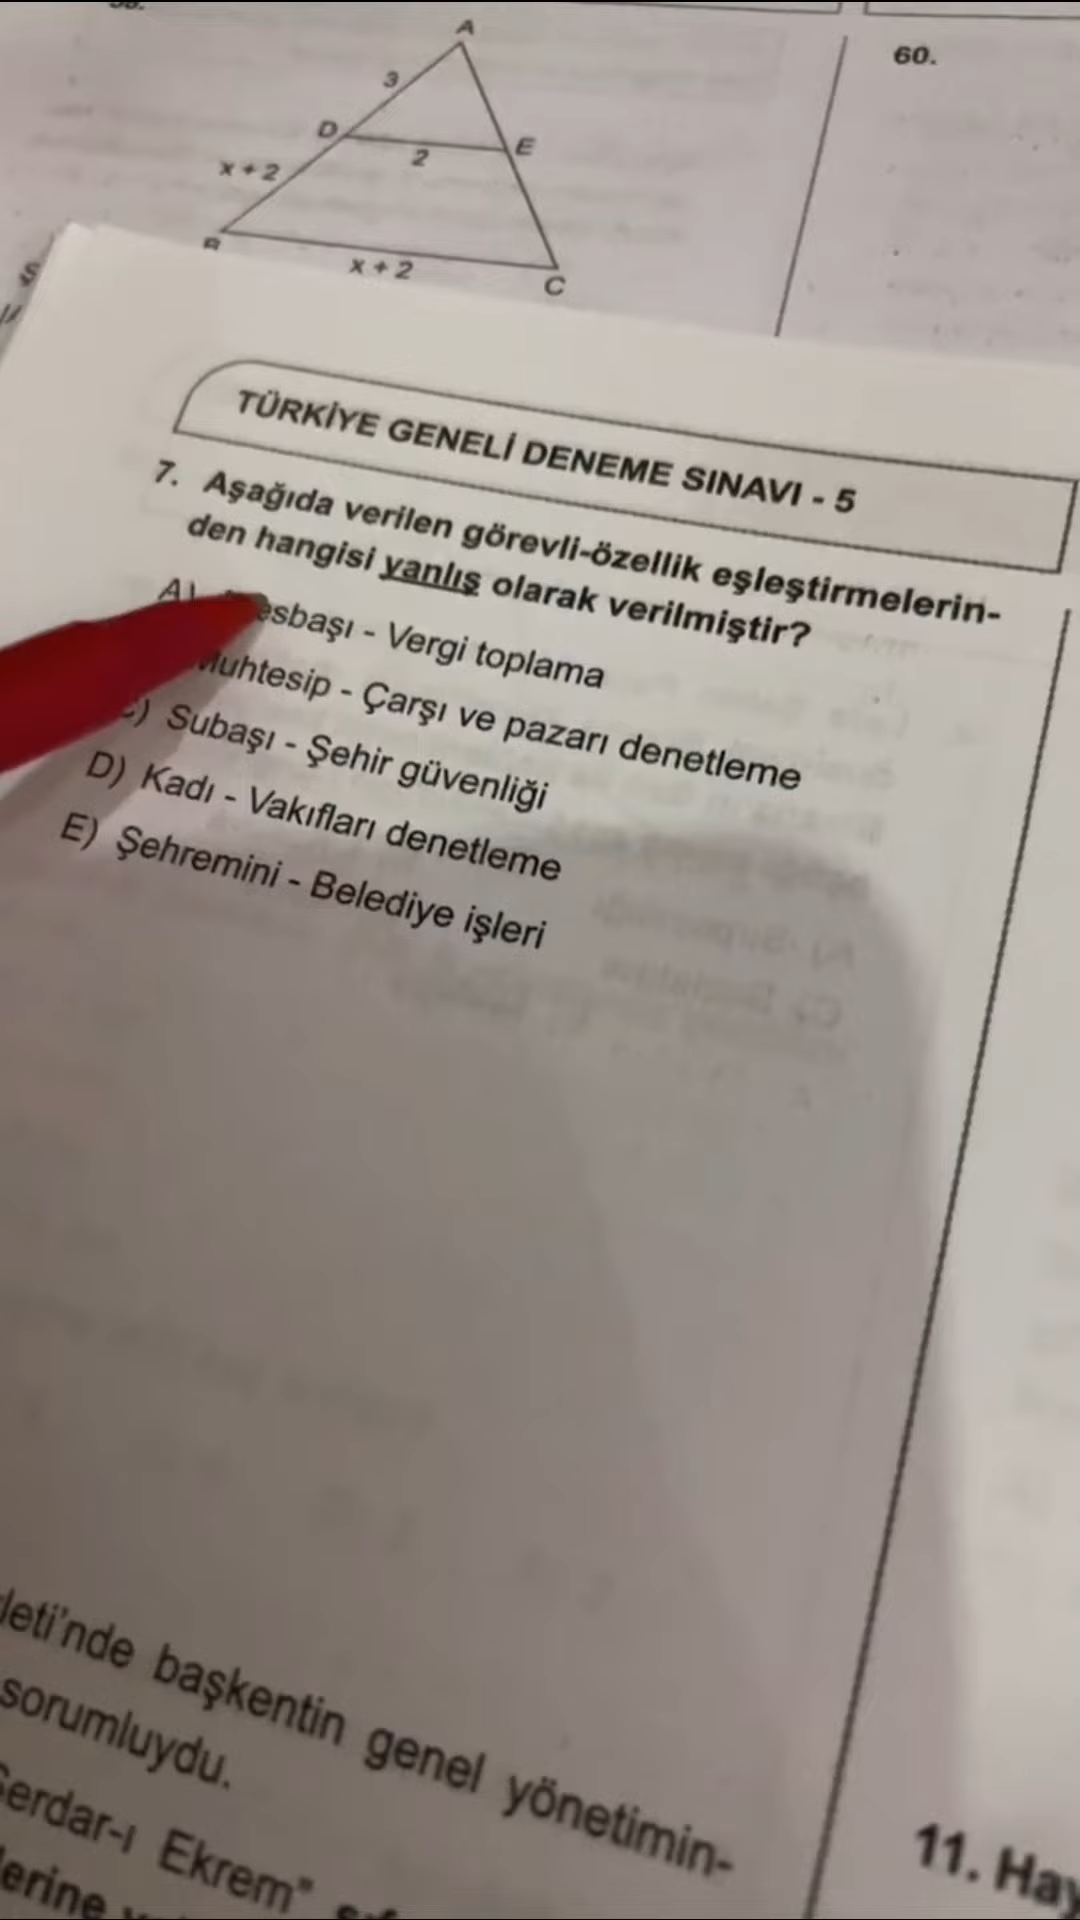 A
3
D
E
2
x + 2
B
x + 2
C
60.
TÜRKİYE GENELİ DENEME SINAVI - 5
7. Aşağıda verilen görevli-özellik eşleştirmelerin-
den hangisi yanlış olarak verilmiştir?
A) - Vergi toplama
Muhtesip - Çarşı ve pazarı denetleme
C) Subaşı - Şehir güvenliği
D) Kadı - Vakıfları denetleme
E) Şehremini - Belediye işleri
başkentin genel yönetimin-
sorumluydu.
Serdar-ı Ekrem"
11.